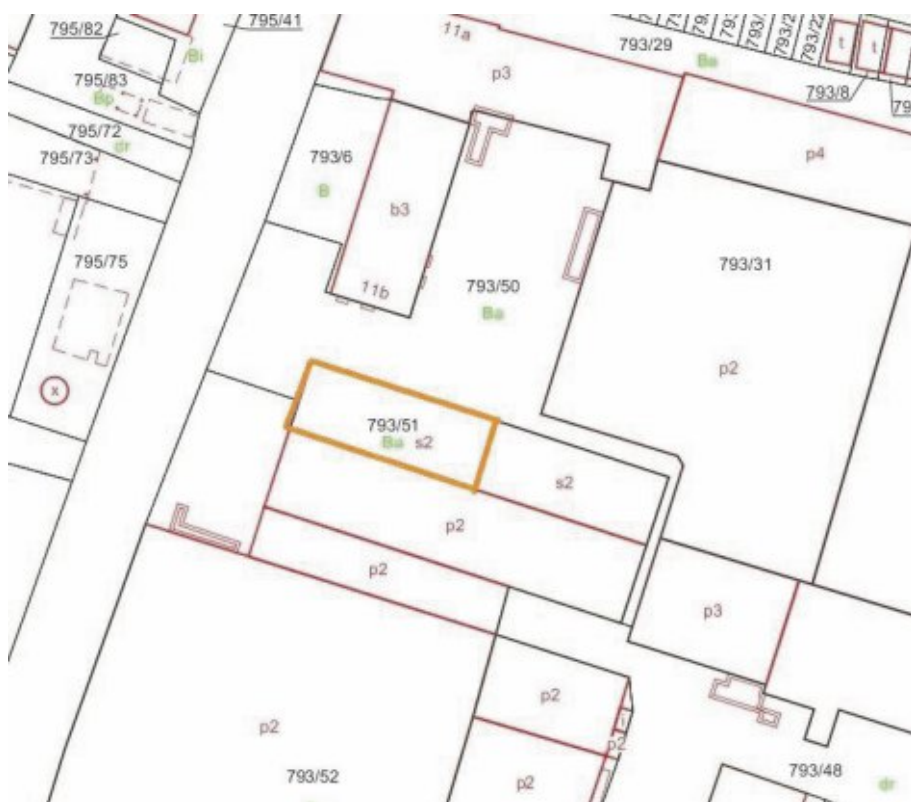 795/82
795/41
Bi
11a
p3
793/29
Ba
793/22
t
t
793/8
795/83
Bp
795/72
dr
795/73
793/6
B
b3
p4
795/75
11b
793/50
Ba
793/31
p2
x
793/51
Ba
s2
s2
p2
p2
p3
p2
p2
p2
p2
793/52
793/48
dr